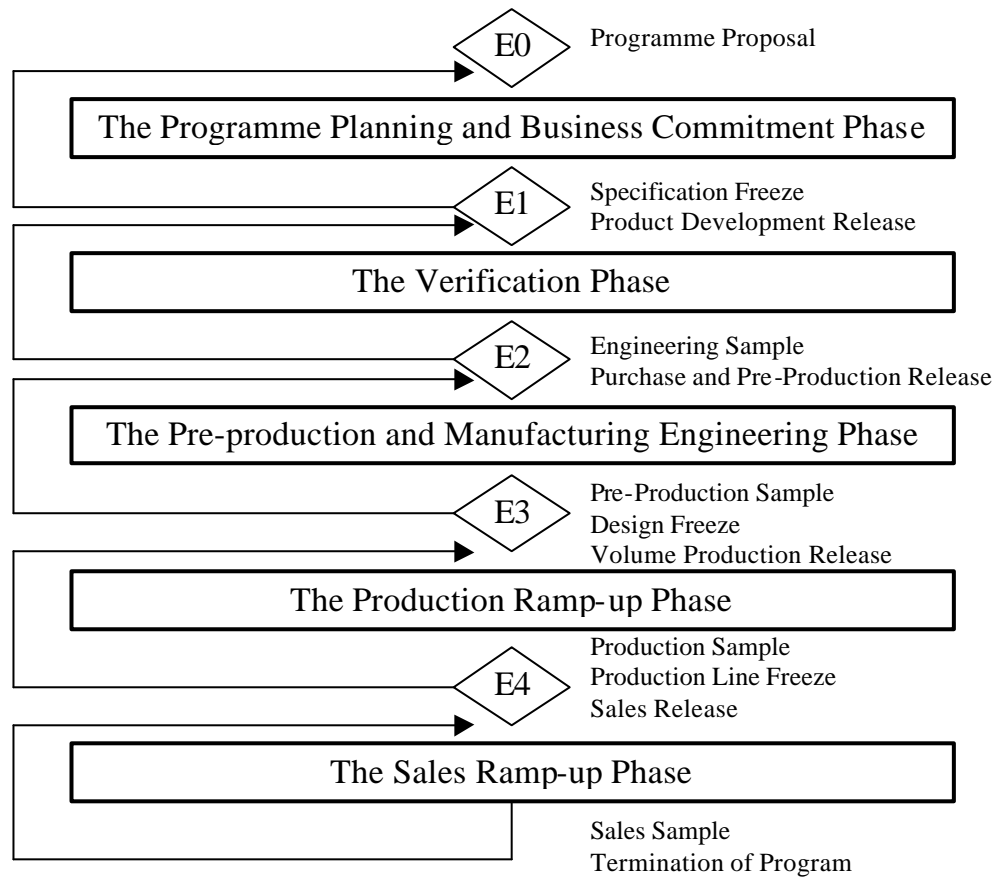 E0
Programme Proposal
The Programme Planning and Business Commitment Phase
E1
Specification Freeze
Product Development Release
The Verification Phase
E2
Engineering Sample
Purchase and Pre-Production Release
The Pre-production and Manufacturing Engineering Phase
E3
Pre-Production Sample
Design Freeze
Volume Production Release
The Production Ramp-up Phase
E4
Production Sample
Production Line Freeze
Sales Release
The Sales Ramp-up Phase
Sales Sample
Termination of Program